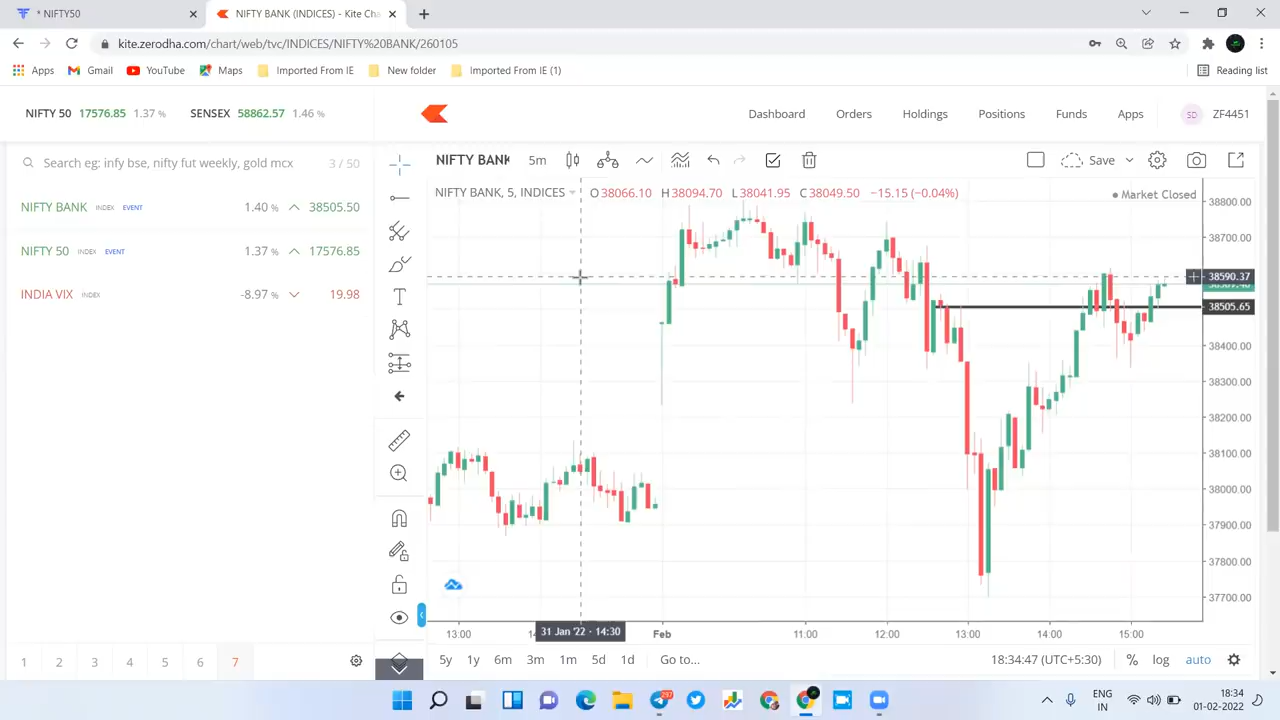 * NIFTY50
NIFTY BANK (INDICES) - Kite Cha
kite.zerodha.com/chart/web/tvc/INDICES/NIFTY%20BANK/260105
Apps Gmail YouTube Maps Imported From IE New folder Imported From IE (1) Reading list
NIFTY 50 17576.85 1.37 % SENSEX 58862.57 1.46 %
Dashboard Orders Holdings Positions Funds Apps SD ZF4451
Search eg: infy bse, nifty fut weekly, gold mcx 3 / 50
NIFTY BANK 5m Save
NIFTY BANK, 5, INDICES O38066.10 H38094.70 L38041.95 C38049.50 −15.15 (−0.04%)
Market Closed
NIFTY BANK INDEX EVENT 1.40 % 38505.50
NIFTY 50 INDEX EVENT 1.37 % 17576.85
INDIA VIX INDEX -8.97 % 19.98
38800.00
38700.00
38590.37
38505.65
38400.00
38300.00
38200.00
38100.00
38000.00
37900.00
37800.00
37700.00
13:00 31 Jan '22 - 14:30 Feb 11:00 12:00 13:00 14:00 15:00
1 2 3 4 5 6 7
5y 1y 6m 3m 1m 5d 1d Go to... 18:34:47 (UTC+5:30) % log auto
297
ENG
IN
18:34
01-02-2022